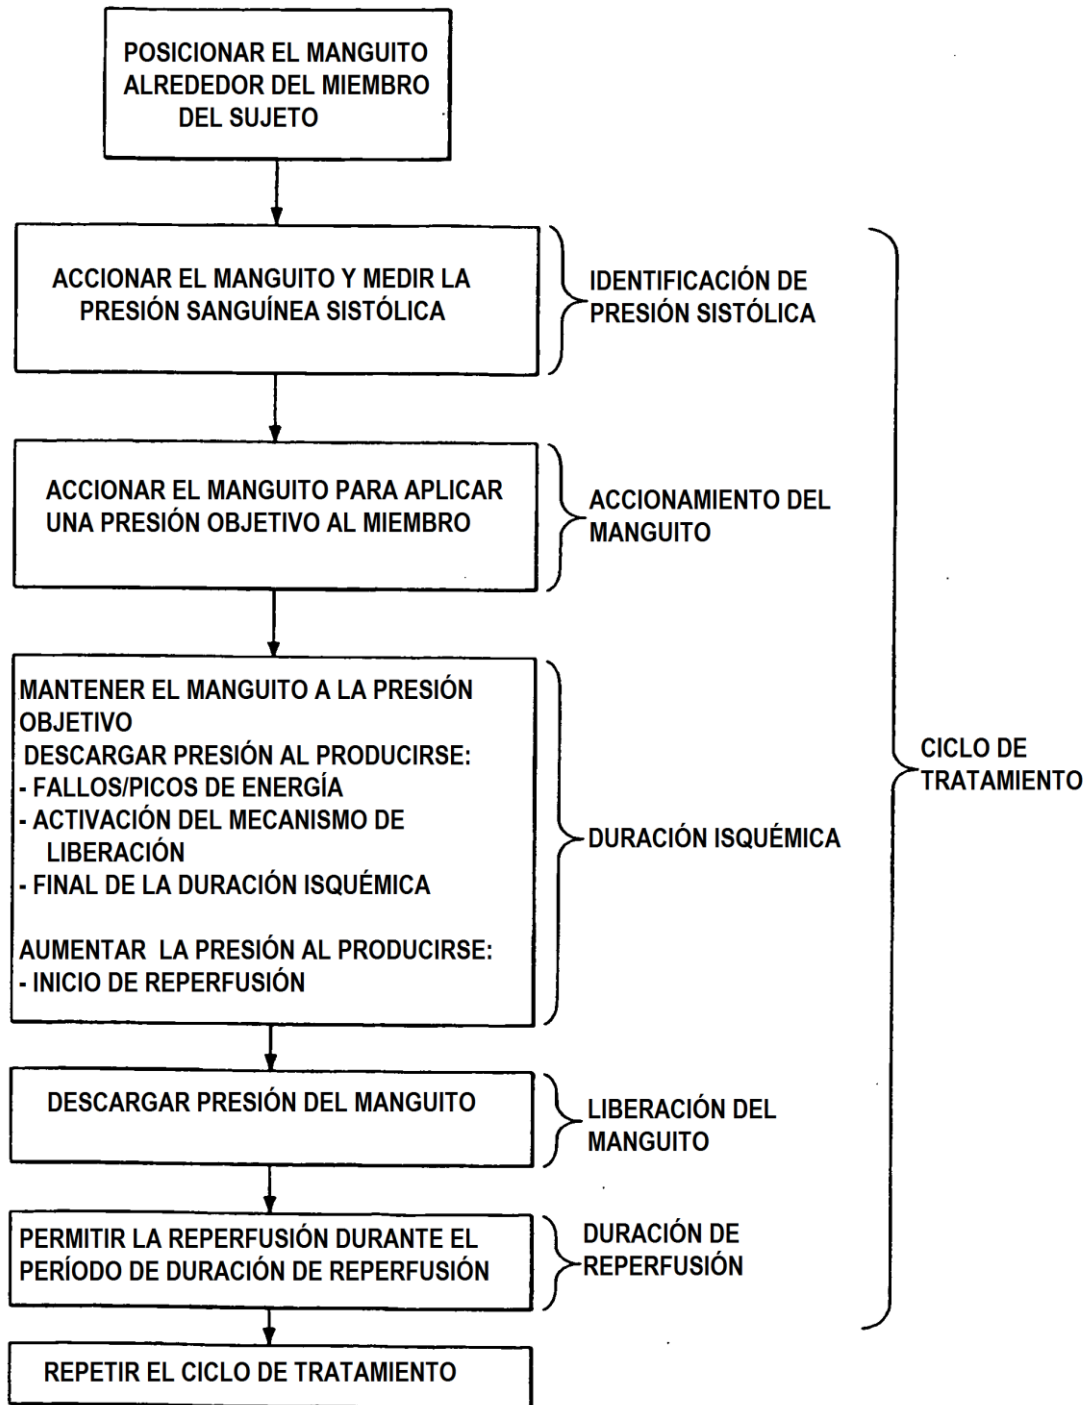 POSICIONAR EL MANGUITO
ALREDEDOR DEL MIEMBRO
DEL SUJETO
ACCIONAR EL MANGUITO Y MEDIR LA
PRESIÓN SANGUÍNEA SISTÓLICA
IDENTIFICACIÓN DE
PRESIÓN SISTÓLICA
ACCIONAR EL MANGUITO PARA APLICAR
UNA PRESIÓN OBJETIVO AL MIEMBRO
ACCIONAMIENTO DEL
MANGUITO
MANTENER EL MANGUITO A LA PRESIÓN
OBJETIVO
DESCARGAR PRESIÓN AL PRODUCIRSE:
- FALLOS/PICOS DE ENERGÍA
- ACTIVACIÓN DEL MECANISMO DE
LIBERACIÓN
- FINAL DE LA DURACIÓN ISQUÉMICA
AUMENTAR LA PRESIÓN AL PRODUCIRSE:
- INICIO DE REPERFUSIÓN
DURACIÓN ISQUÉMICA
CICLO DE
TRATAMIENTO
DESCARGAR PRESIÓN DEL MANGUITO
LIBERACIÓN DEL
MANGUITO
PERMITIR LA REPERFUSIÓN DURANTE EL
PERÍODO DE DURACIÓN DE REPERFUSIÓN
DURACIÓN DE
REPERFUSIÓN
REPETIR EL CICLO DE TRATAMIENTO